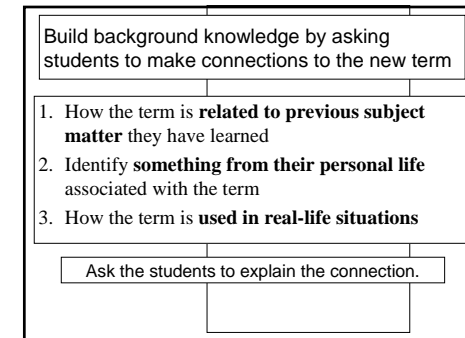 Build background knowledge by asking
students to make connections to the new term
1. How the term is related to previous subject
matter they have learned
2. Identify something from their personal life
associated with the term
3. How the term is used in real-life situations
Ask the students to explain the connection.